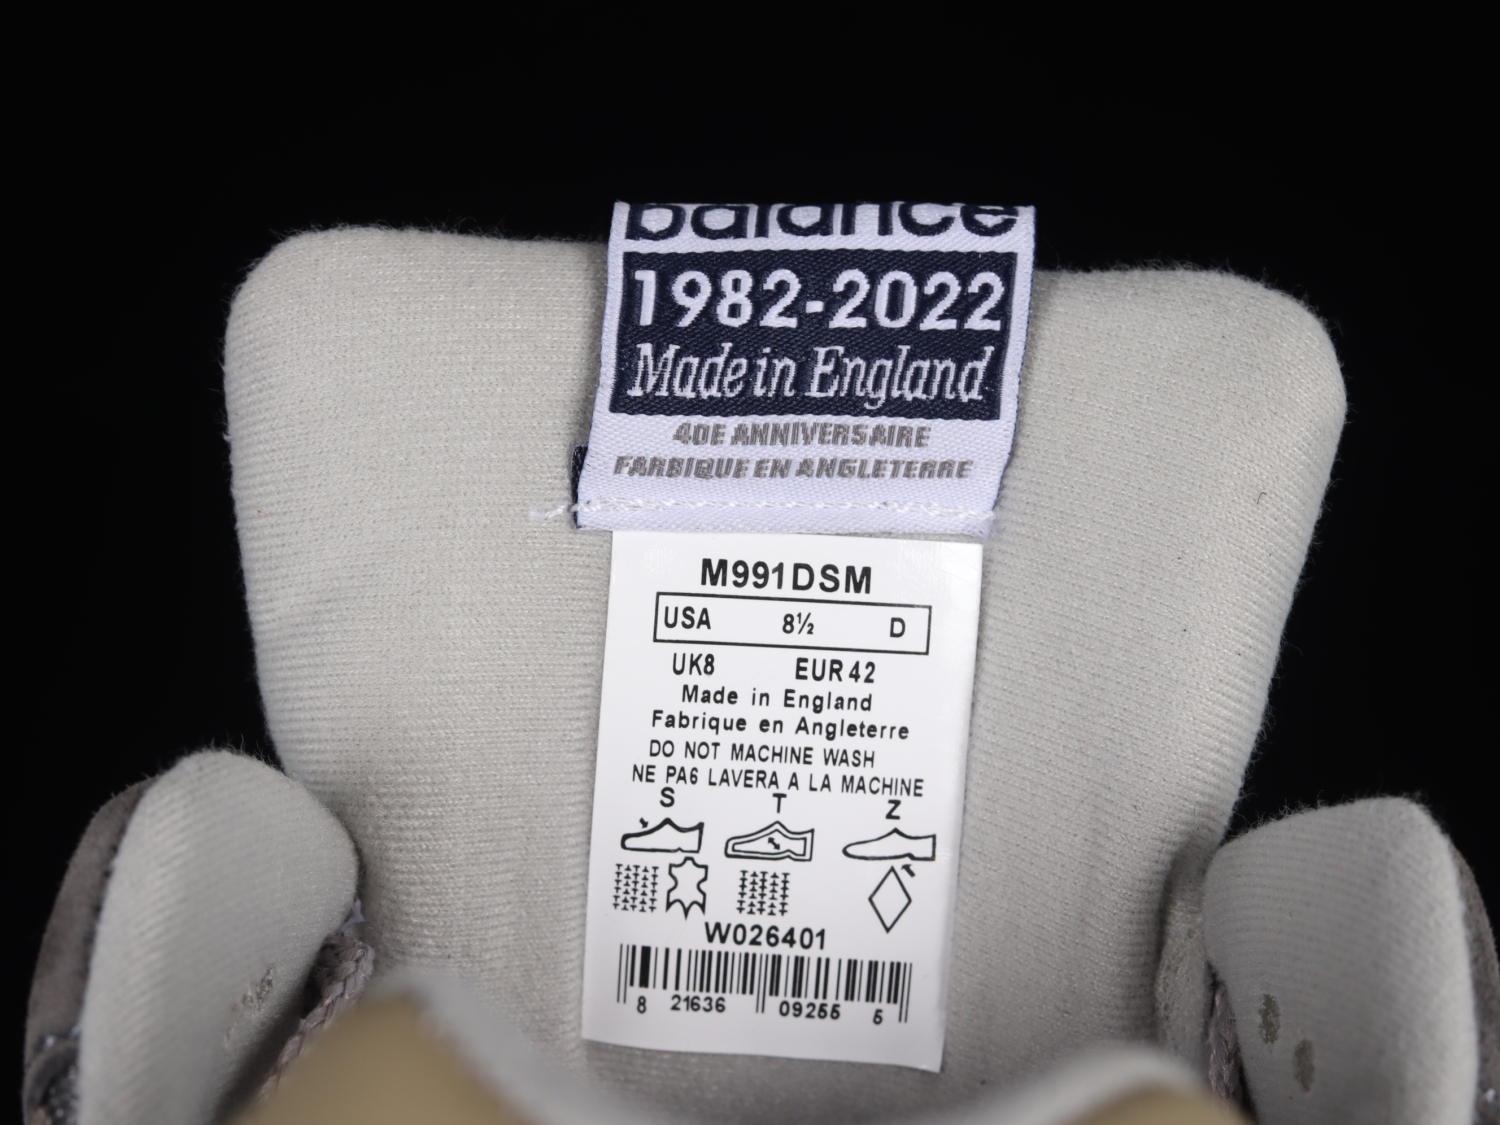 balance
1982-2022
Made in England
40E ANNIVERSAIRE
FARBIQUE EN ANGLETERRE
M991DSM
USA 8½ D
UK8 EUR 42
Made in England
Fabrique en Angleterre
DO NOT MACHINE WASH
NE PA6 LAVERA A LA MACHINE
S T Z
W026401
8 21636 09255 5